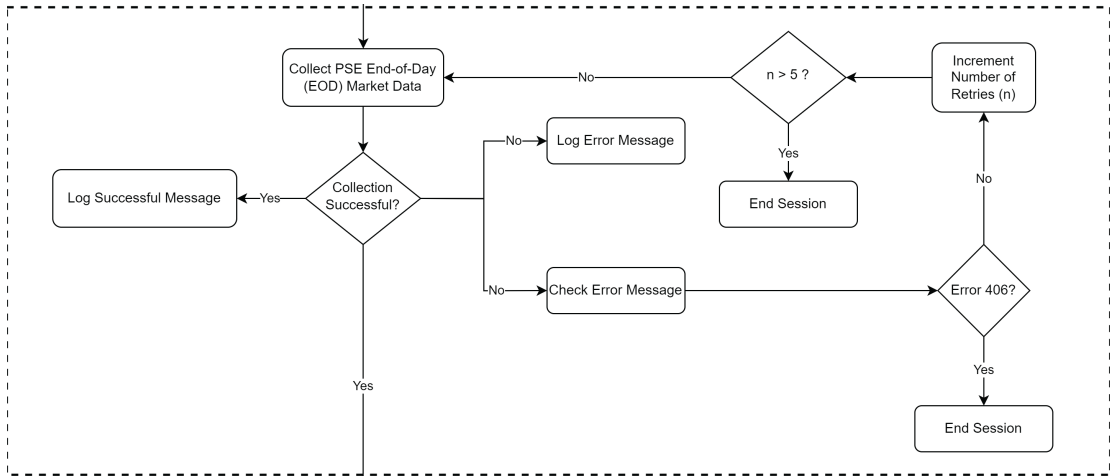 Collect PSE End-of-Day
(EOD) Market Data
No
n > 5 ?
Increment
Number of
Retries (n)
No
Log Error Message
Yes
Collection
Successful?
Yes
Log Successful Message
No
End Session
No
Check Error Message
Error 406?
Yes
Yes
End Session